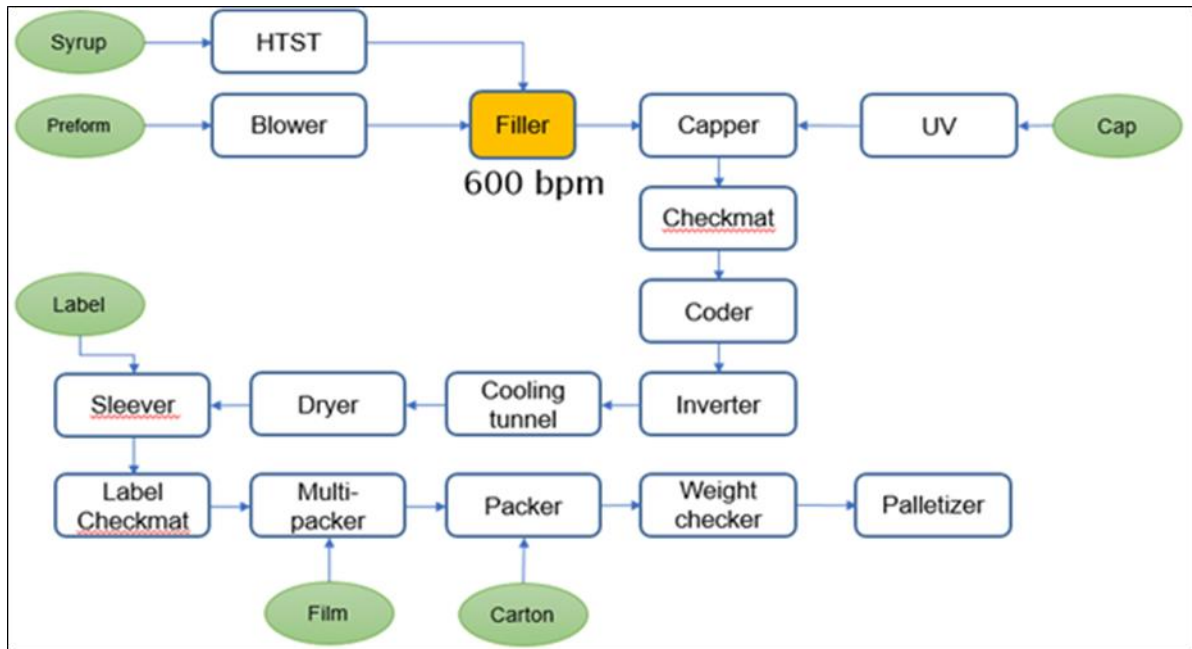 Syrup
HTST
Preform
Blower
Filler
Capper
UV
Cap
600 bpm
Checkmat
Label
Coder
Sleever
Dryer
Cooling
tunnel
Inverter
Label
Checkmat
Multi-
packer
Packer
Weight
checker
Palletizer
Film
Carton